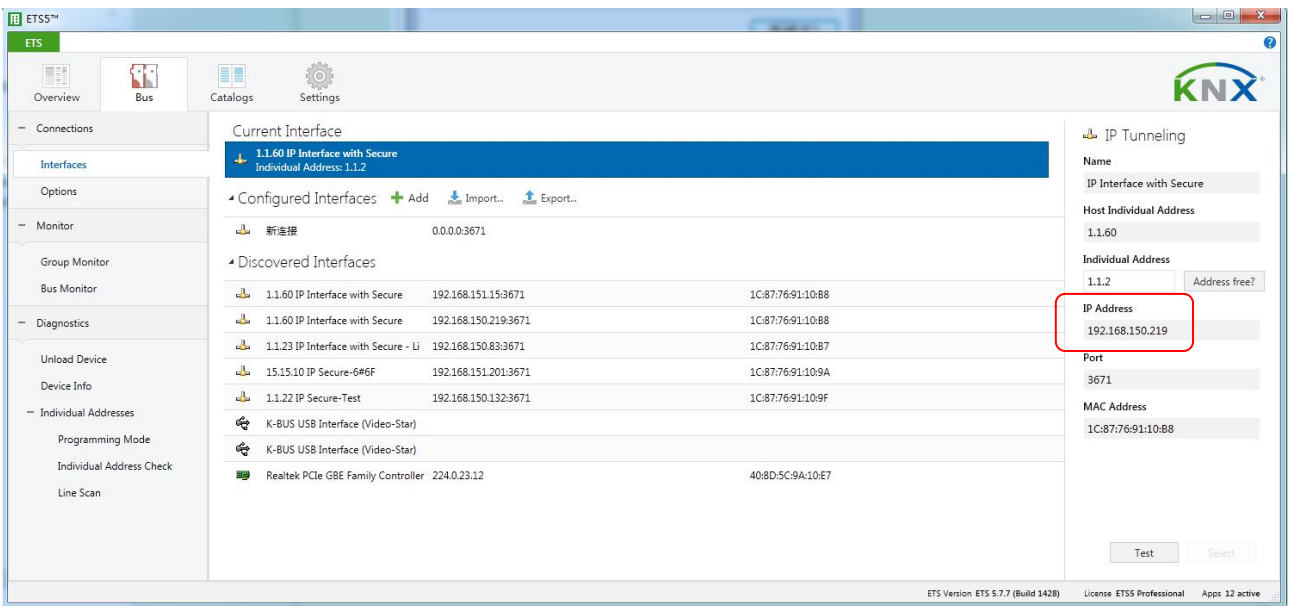 ETS5™
ETS
Overview
Bus
Catalogs
Settings
KNX
Connections
Interfaces
Options
Monitor
Group Monitor
Bus Monitor
Diagnostics
Unload Device
Device Info
Individual Addresses
Programming Mode
Individual Address Check
Line Scan
Current Interface
1.1.60 IP Interface with Secure
Individual Address: 1.1.2
Configured Interfaces Add Import... Export...
新连接 0.0.0.0:3671
Discovered Interfaces
1.1.60 IP Interface with Secure 192.168.151.15:3671 1C:87:76:91:10:B8
1.1.60 IP Interface with Secure 192.168.150.219:3671 1C:87:76:91:10:B8
1.1.23 IP Interface with Secure - Li 192.168.150.83:3671 1C:87:76:91:10:B7
15.15.10 IP Secure-6#6F 192.168.151.201:3671 1C:87:76:91:10:9A
1.1.22 IP Secure-Test 192.168.150.132:3671 1C:87:76:91:10:9F
K-BUS USB Interface (Video-Star)
K-BUS USB Interface (Video-Star)
Realtek PCIe GBE Family Controller 224.0.23.12 40:8D:5C:9A:10:E7
IP Tunneling
Name
IP Interface with Secure
Host Individual Address
1.1.60
Individual Address
1.1.2 Address free?
IP Address
192.168.150.219
Port
3671
MAC Address
1C:87:76:91:10:B8
Test Select
ETS Version ETS 5.7.7 (Build 1428) License ETS5 Professional Apps 12 active